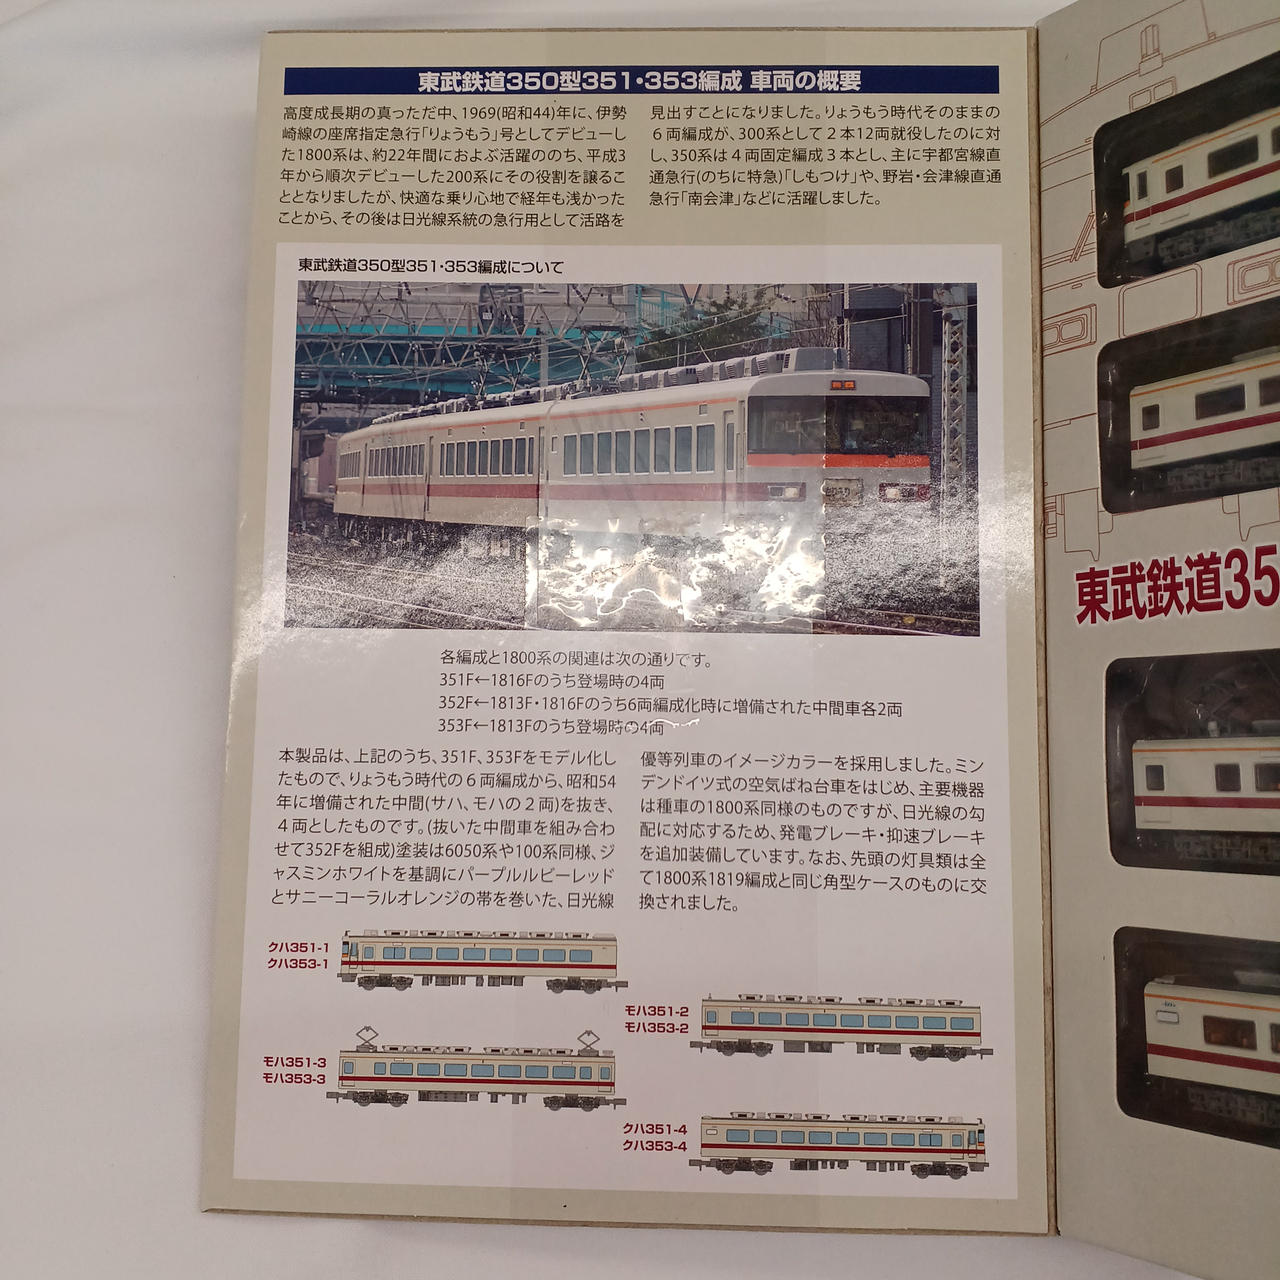 東武鉄道350型351・353編成 車両の概要
高度成長期の真っただ中、1969(昭和44)年に、伊勢
崎線の座席指定急行「りょうもう」号としてデビューし
た1800系は、約22年間におよぶ活躍ののち、平成3
年から順次デビューした200系にその役割を譲るこ
ととなりましたが、快適な乗り心地で経年も浅かった
ことから、その後は日光線系統の急行用として活路を
見出すことになりました。りょうもう時代そのままの
6両編成が、300系として2本12両就役したのに対
し、350系は4両固定編成3本とし、主に宇都宮線直
通急行(のちに特急)「しもつけ」や、野岩・会津線直通
急行「南会津」などに活躍しました。
東武鉄道350型351・353編成について
各編成と1800系の関連は次の通りです。
351F←1816Fのうち登場時の4両
352F←1813F・1816Fのうち6両編成化時に増備された中間車各2両
353F←1813Fのうち登場時の4両
本製品は、上記のうち、351F、353Fをモデル化し
たもので、りょうもう時代の6両編成から、昭和54
年に増備された中間(サハ、モハの2両)を抜き、
4両としたものです。(抜いた中間車を組み合わ
せて352Fを組成)塗装は6050系や100系同様、ジ
ャスミンホワイトを基調にパープルルビーレッド
とサニーコーラルオレンジの帯を巻いた、日光線
優等列車のイメージカラーを採用しました。ミン
デンドイツ式の空気ばね台車をはじめ、主要機器
は種車の1800系同様のものですが、日光線の勾
配に対応するため、発電ブレーキ・抑速ブレーキ
を追加装備しています。なお、先頭の灯具類は全
て1800系1819編成と同じ角型ケースのものに交
換されました。
クハ351-1
クハ353-1
モハ351-2
モハ353-2
モハ351-3
モハ353-3
クハ351-4
クハ353-4
東武鉄道35